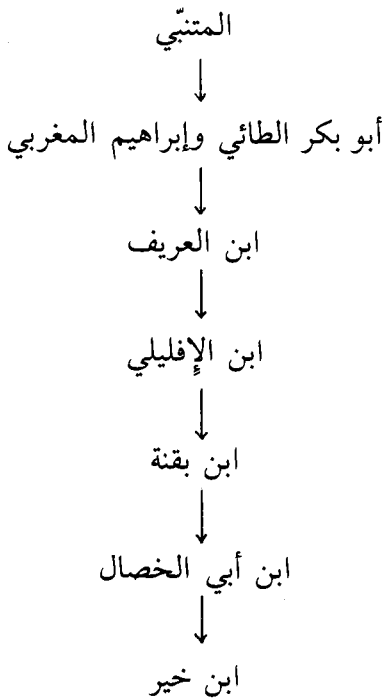 المتنبّي
أبو بكر الطائي وإبراهيم المغربي
ابن العريف
ابن الإفليلي
ابن بقنة
ابن أبي الخصال
ابن خير